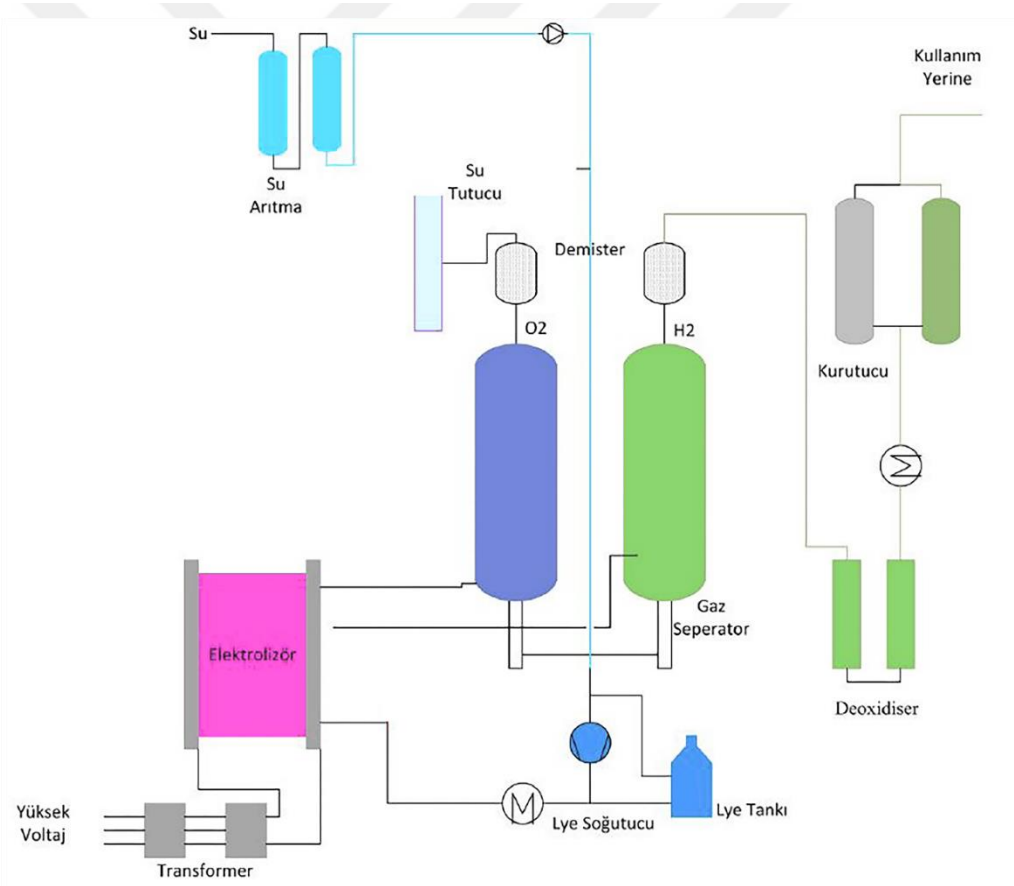 Su
Su
Arıtma
Su
Tutucu
Demister
O2
H2
Kullanım
Yerine
Kurutucu
Gaz
Seperator
Elektrolizör
Deoxidiser
Yüksek
Voltaj
Transformer
Lye Soğutucu
Lye Tankı